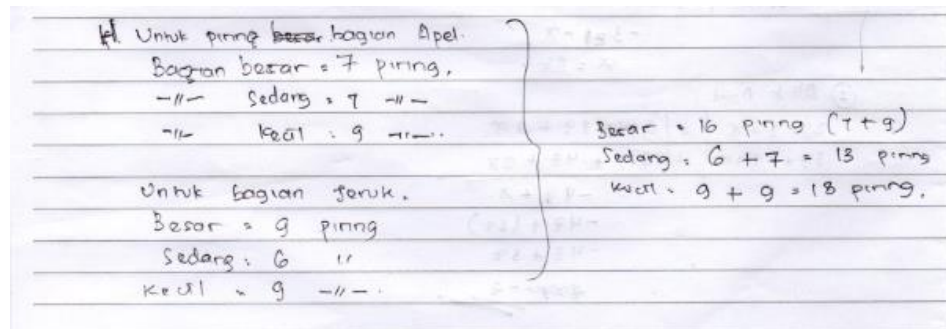 d. Untuk piring besar bagian Apel.
Bagian besar = 7 piring.
-//- Sedang = 7 -//-
-//- Kecil = 9 -//-.
Untuk bagian Jeruk.
Besar = 9 piring
Sedang = 6 "
Kecil = 9 -//-.
Besar = 16 piring (7+9)
Sedang = 6 + 7 = 13 piring
Kecil = 9 + 9 = 18 piring.